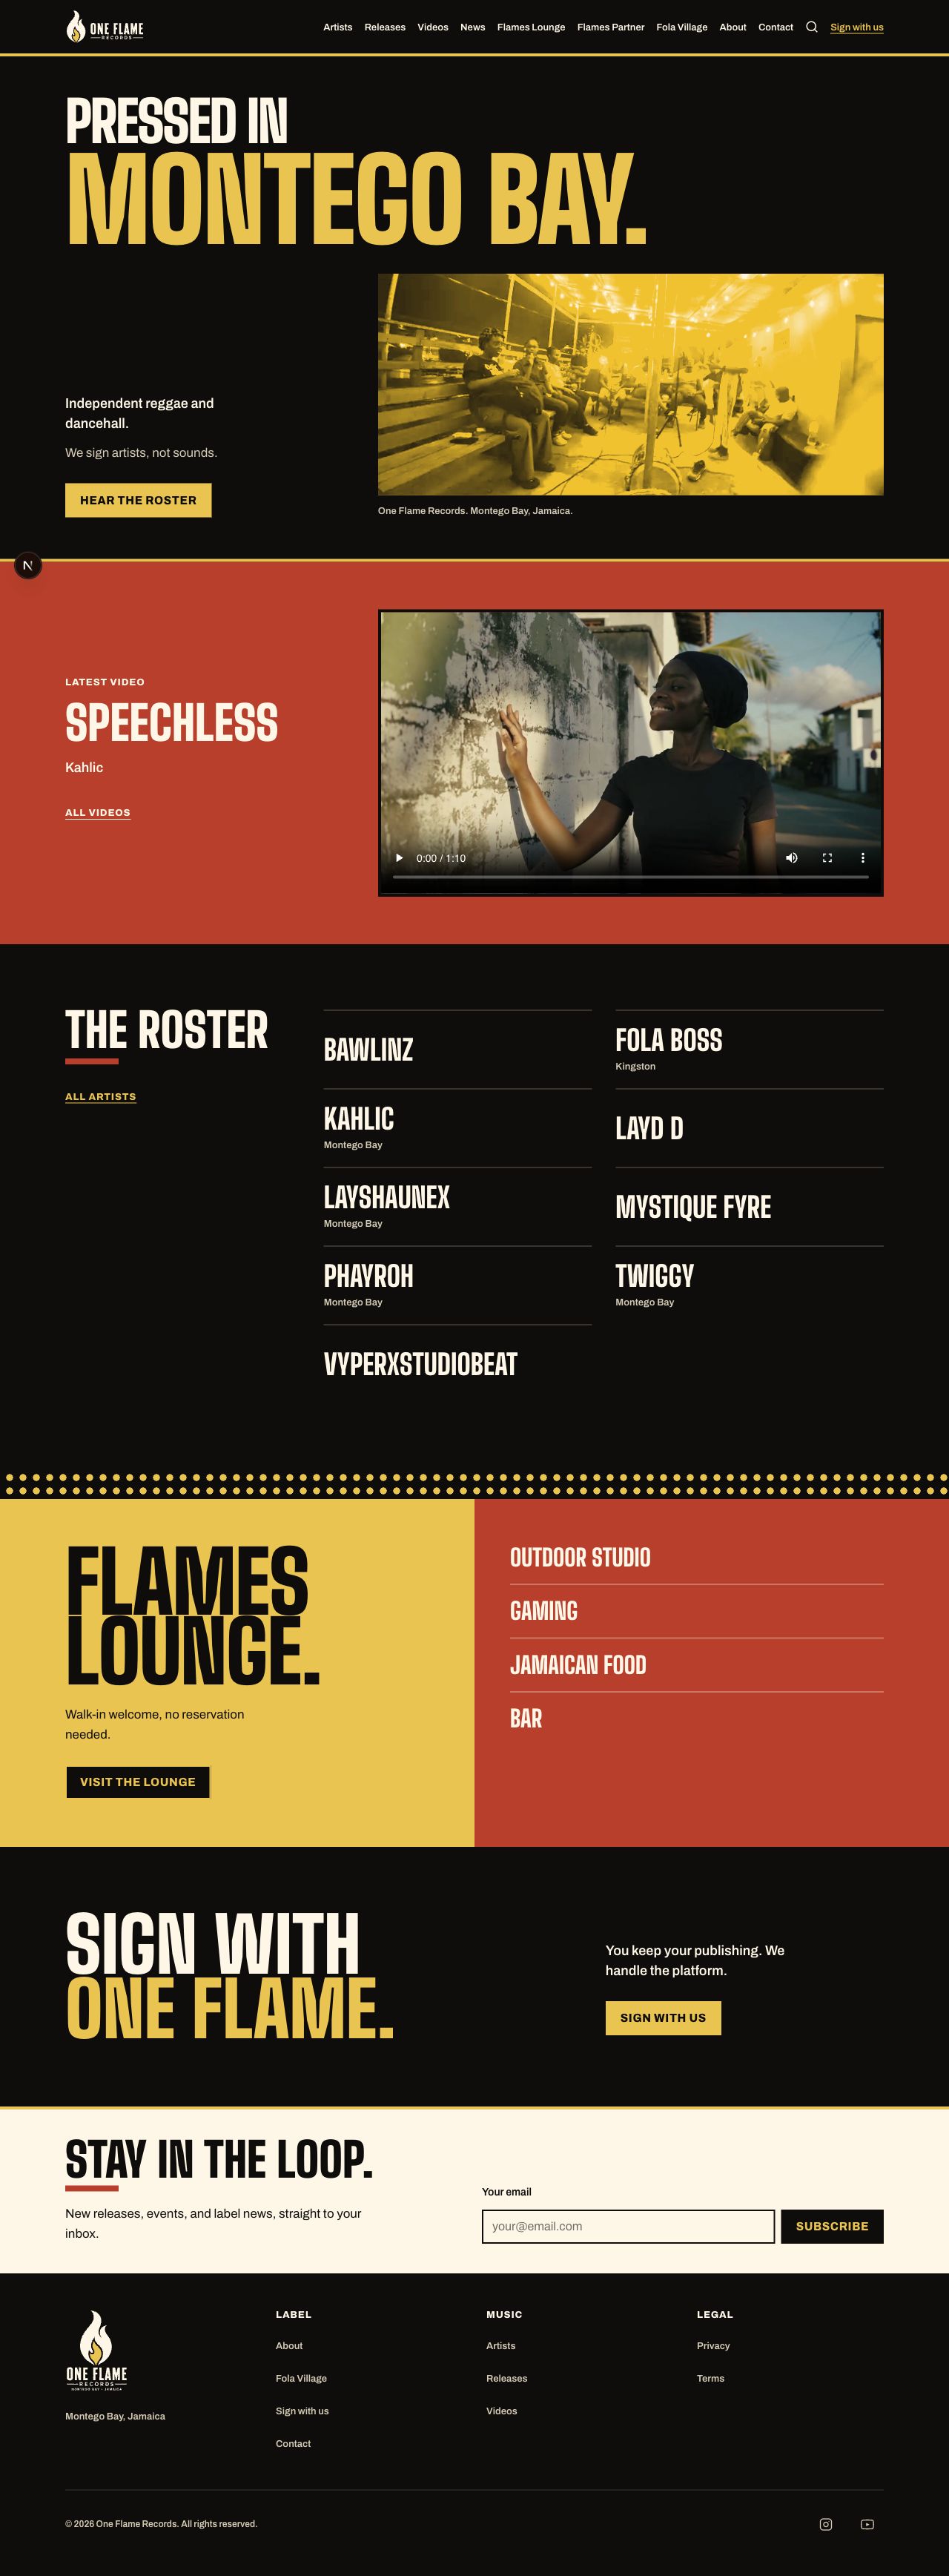 ONE FLAME
RECORDS
Artists
Releases
Videos
News
Flames Lounge
Flames Partner
Fola Village
About
Contact
Sign with us
PRESSED IN
MONTEGO BAY.
Independent reggae and
dancehall.
We sign artists, not sounds.
HEAR THE ROSTER
One Flame Records. Montego Bay, Jamaica.
N
LATEST VIDEO
SPEECHLESS
Kahlic
ALL VIDEOS
0:00 / 1:10
THE ROSTER
ALL ARTISTS
BAWLINZ
FOLA BOSS
Kingston
KAHLIC
Montego Bay
LAYD D
LAYSHAUNEX
Montego Bay
MYSTIQUE FYRE
PHAYROH
Montego Bay
TWIGGY
Montego Bay
VYPERXSTUDIOBEAT
FLAMES
LOUNGE.
Walk-in welcome, no reservation
needed.
VISIT THE LOUNGE
OUTDOOR STUDIO
GAMING
JAMAICAN FOOD
BAR
SIGN WITH
ONE FLAME.
You keep your publishing. We
handle the platform.
SIGN WITH US
STAY IN THE LOOP.
New releases, events, and label news, straight to your
inbox.
Your email
your@email.com
SUBSCRIBE
ONE FLAME
RECORDS
MONTEGO BAY • JAMAICA
Montego Bay, Jamaica
LABEL
About
Fola Village
Sign with us
Contact
MUSIC
Artists
Releases
Videos
LEGAL
Privacy
Terms
© 2026 One Flame Records. All rights reserved.